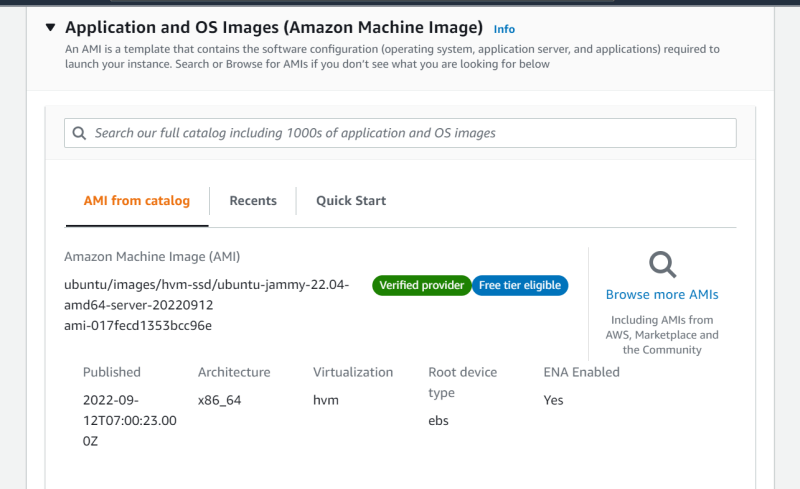 Application and OS Images (Amazon Machine Image) Info
An AMI is a template that contains the software configuration (operating system, application server, and applications) required to
launch your instance. Search or Browse for AMIs if you don't see what you are looking for below
Search our full catalog including 1000s of application and OS images
AMI from catalog
Recents
Quick Start
Amazon Machine Image (AMI)
ubuntu/images/hvm-ssd/ubuntu-jammy-22.04-
amd64-server-20220912
ami-017fecd1353bcc96e
Verified provider
Free tier eligible
Browse more AMIs
Including AMIs from
AWS, Marketplace and
the Community
Published
2022-09-
12T07:00:23.00
0Z
Architecture
x86_64
Virtualization
hvm
Root device
type
ebs
ENA Enabled
Yes